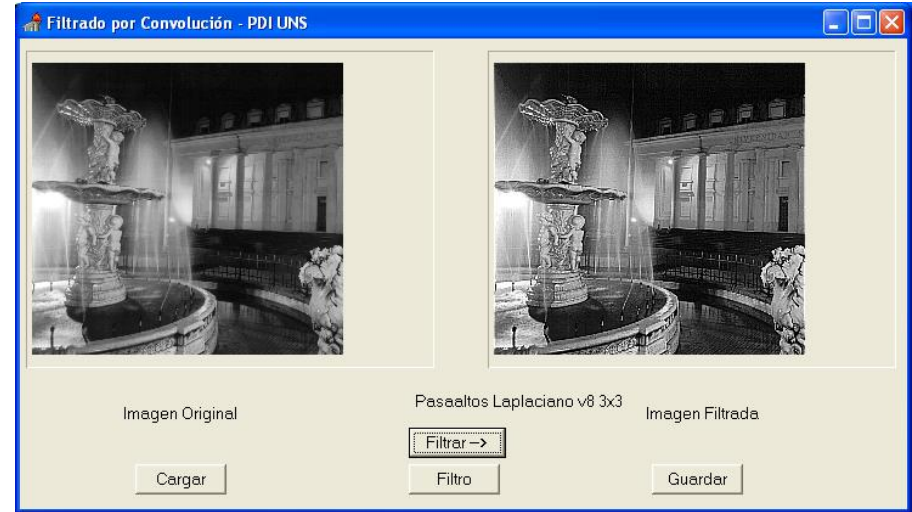 Filtrado por Convolución - PDI UNS
Pasaaltos Laplaciano v8 3x3
Imagen Original
Imagen Filtrada
Filtrar -->
Cargar
Filtro
Guardar